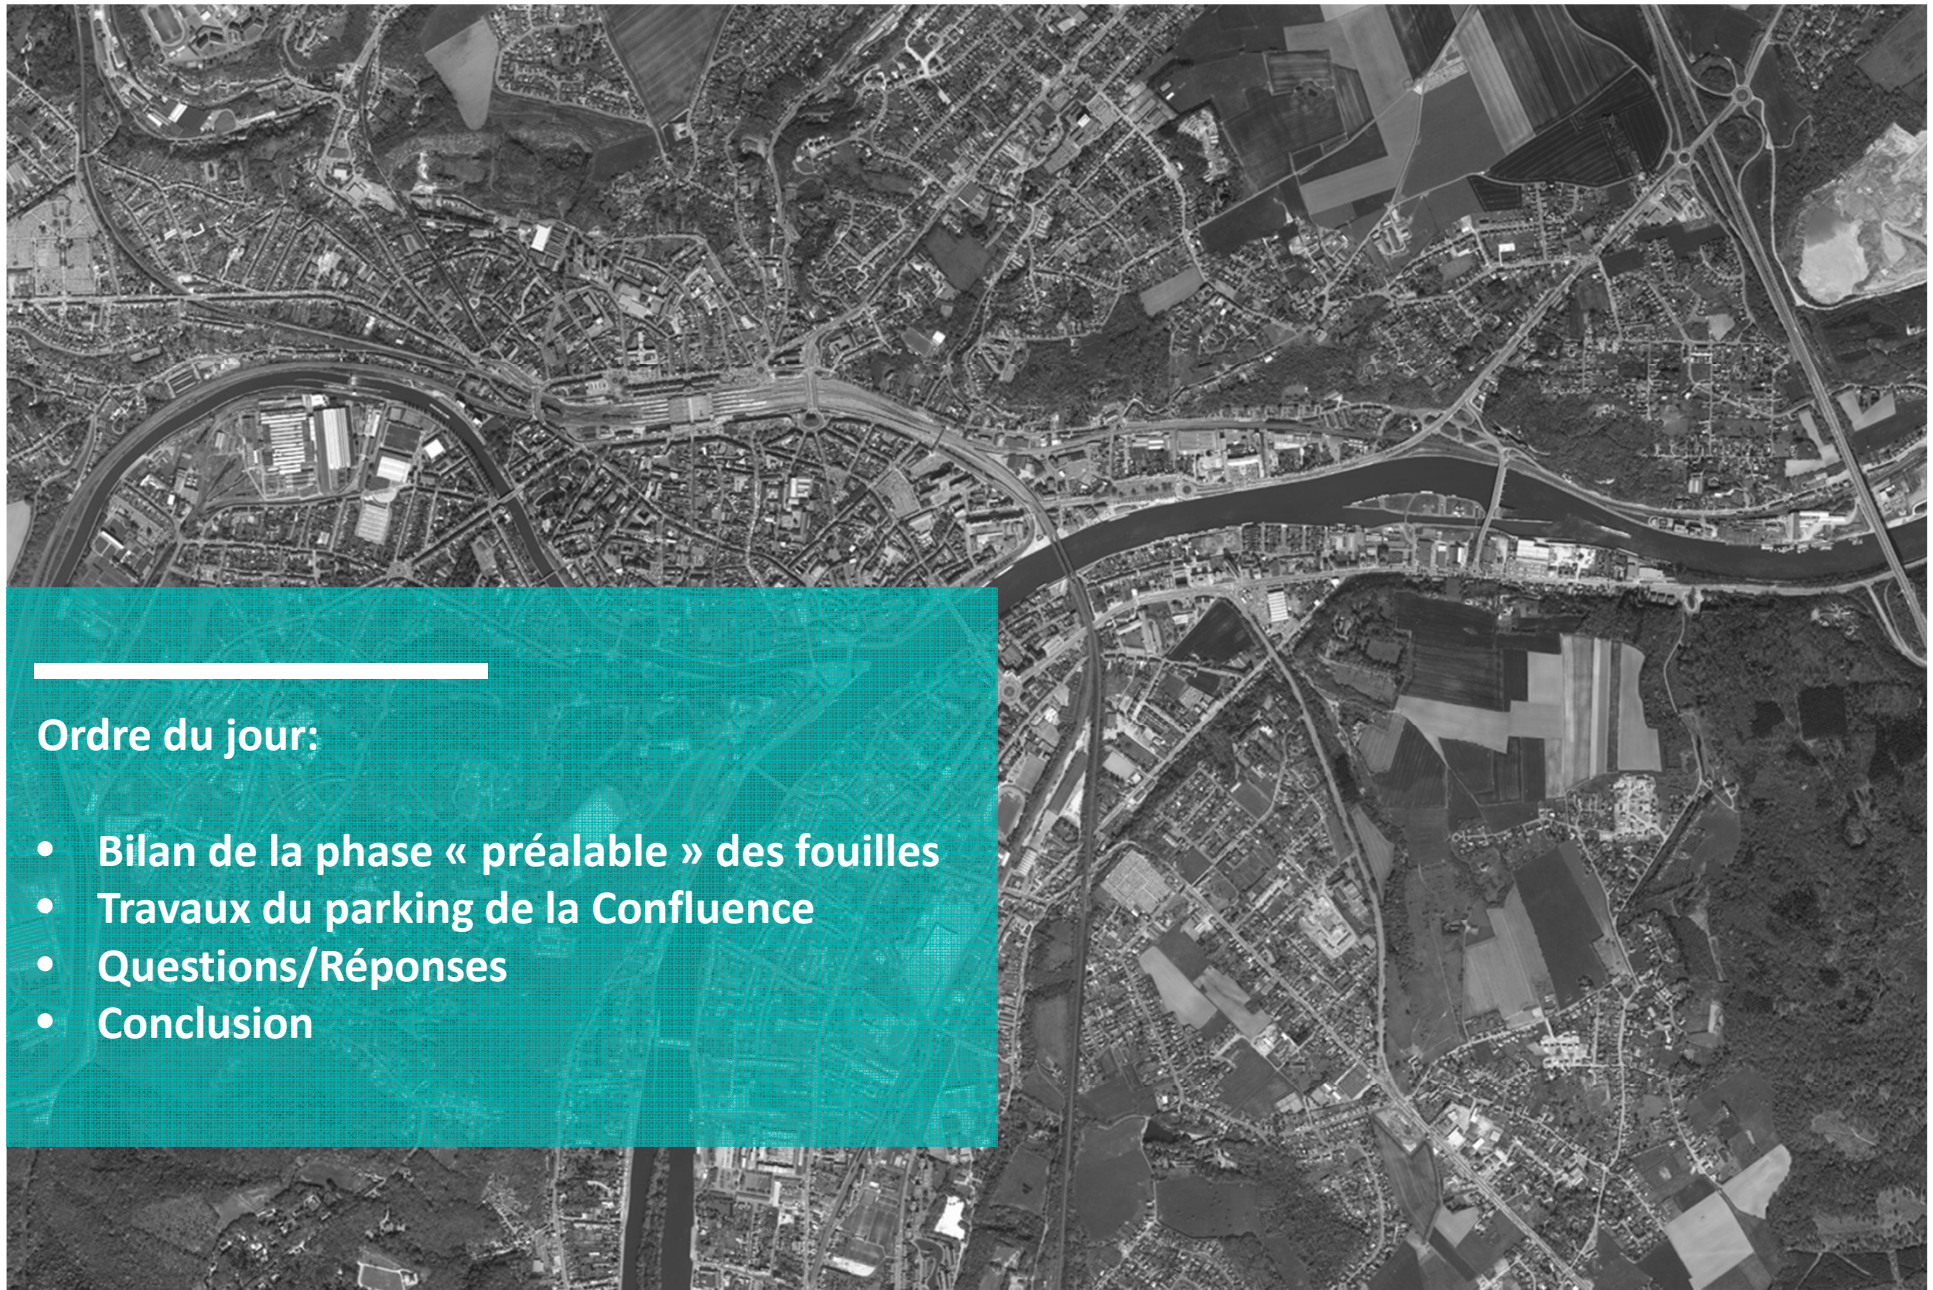 Ordre du jour:
• Bilan de la phase « préalable » des fouilles
• Travaux du parking de la Confluence
• Questions/Réponses
• Conclusion